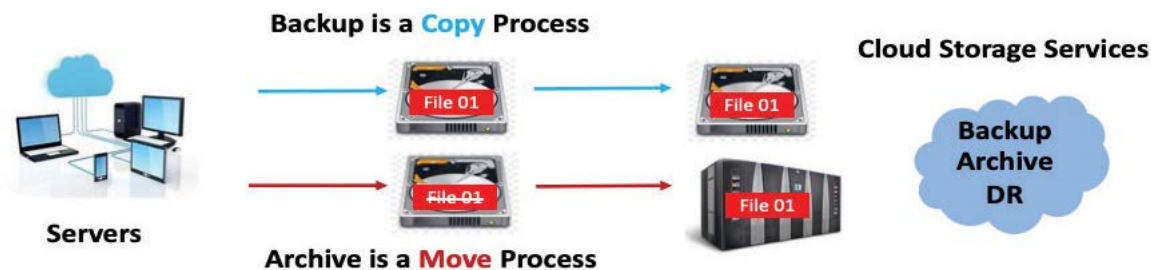 Backup is a Copy Process
Cloud Storage Services
File 01
File 01
Backup
Archive
DR
File 01
File 01
Servers
Archive is a Move Process